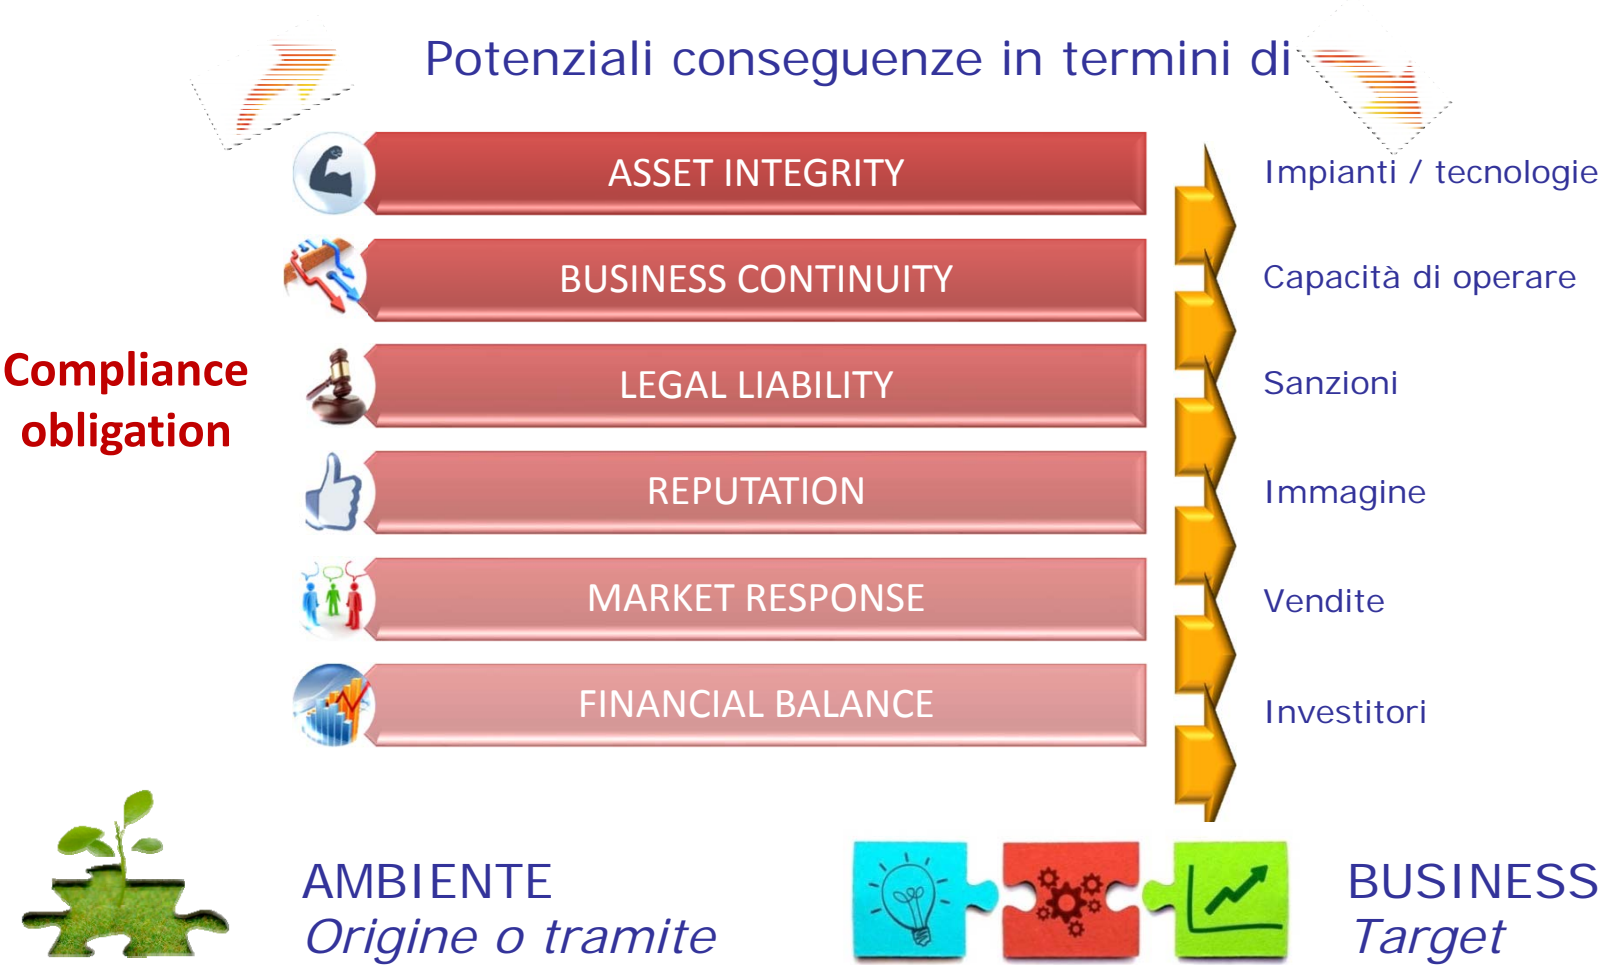 Potenziali conseguenze in termini di
ASSET INTEGRITY
Impianti / tecnologie
BUSINESS CONTINUITY
Capacità di operare
Compliance
obligation
LEGAL LIABILITY
Sanzioni
REPUTATION
Immagine
MARKET RESPONSE
Vendite
FINANCIAL BALANCE
Investitori
AMBIENTE
Origine o tramite
BUSINESS
Target